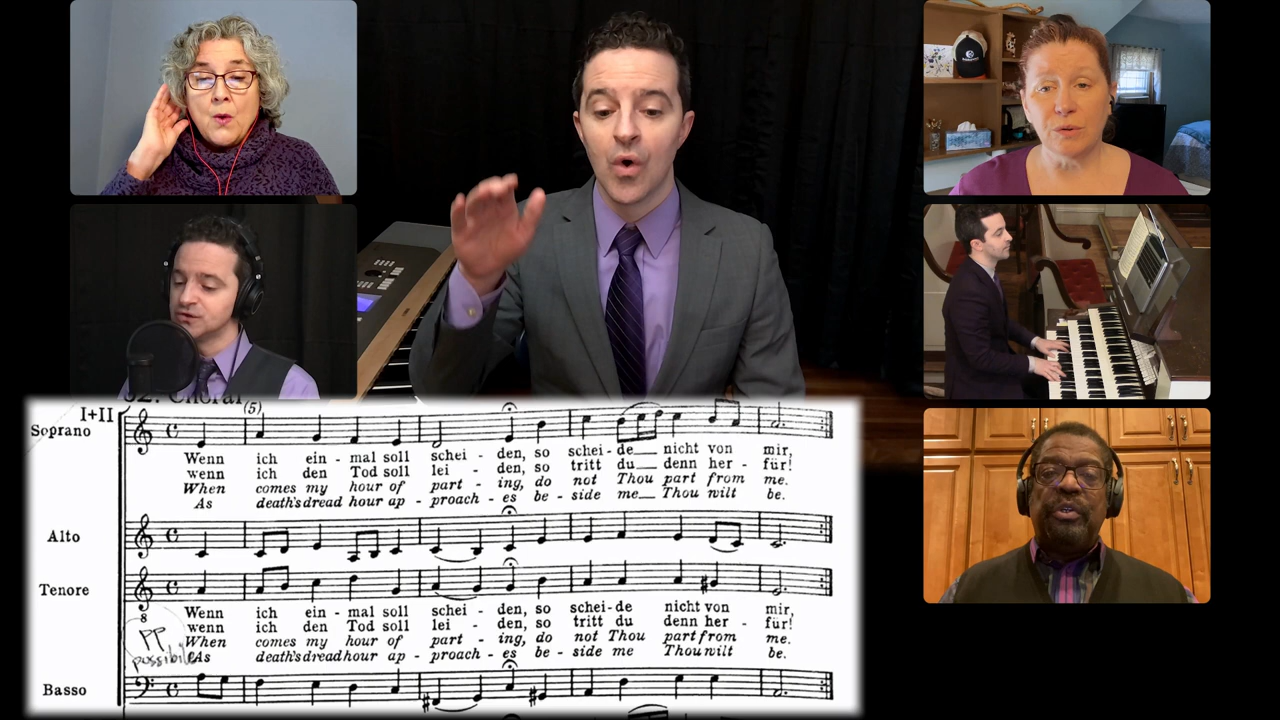 52. Choral
I+II
(5)
Soprano
Wenn ich ein - mal soll schei - den, so schei - de nicht von mir,
wenn ich den Tod soll lei - den, so tritt du denn her - für!
When comes my hour of part - ing, do not Thou part from me.
As death's dread hour ap - proach - es be - side me Thou wilt be.
Alto
Tenore
8
Wenn ich ein - mal soll schei - den, so schei - de nicht von mir,
wenn ich den Tod soll lei - den, so tritt du denn her - für!
When comes my hour of part - ing, do not Thou part from me.
As death's dread hour ap - proach - es be - side me Thou wilt be.
pp
possibile
Basso